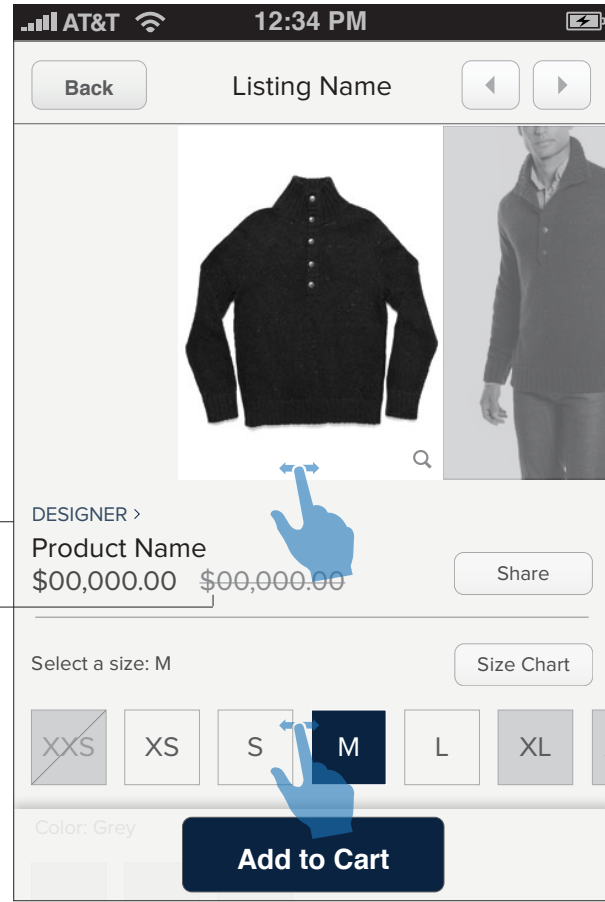 AT&T 12:34 PM
Back Listing Name
DESIGNER >
Product Name
$00,000.00 $00,000.00 Share
Select a size: M Size Chart
XXS XS S M L XL
Color: Grey
Add to Cart